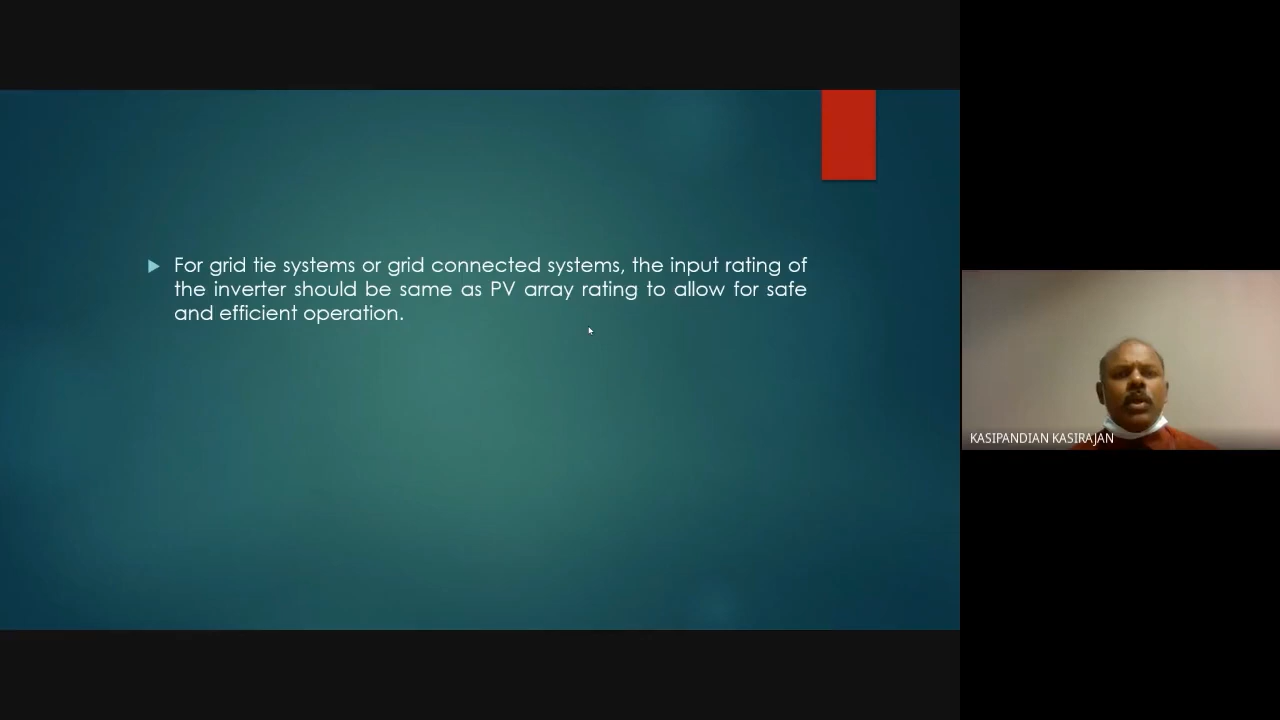 For grid tie systems or grid connected systems, the input rating of
the inverter should be same as PV array rating to allow for safe
and efficient operation.
KASIPANDIAN KASIRAJAN